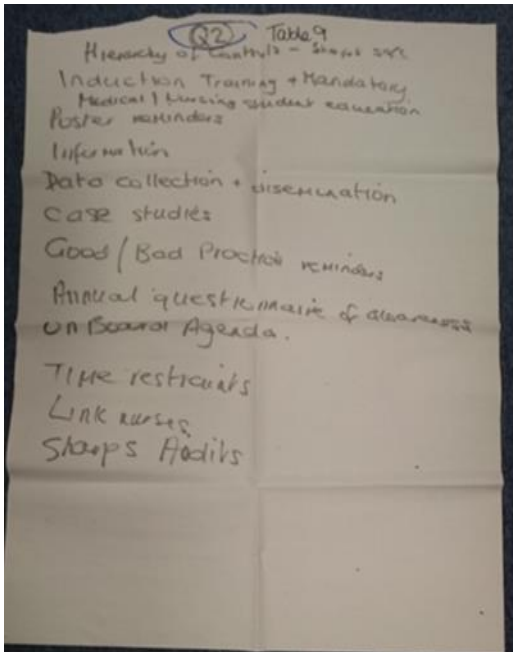 Q2 Table 9
Hierarchy of Controls - Sharps
Induction Training + Mandatory
Medical / Nursing student education
Poster reminders
Information
Data collection + disemination
Case studies
Good / Bad Practice reminders
Annual questionnaire of awareness
on Board Agenda.
Time restraints
Link nurses
Sharps Audits